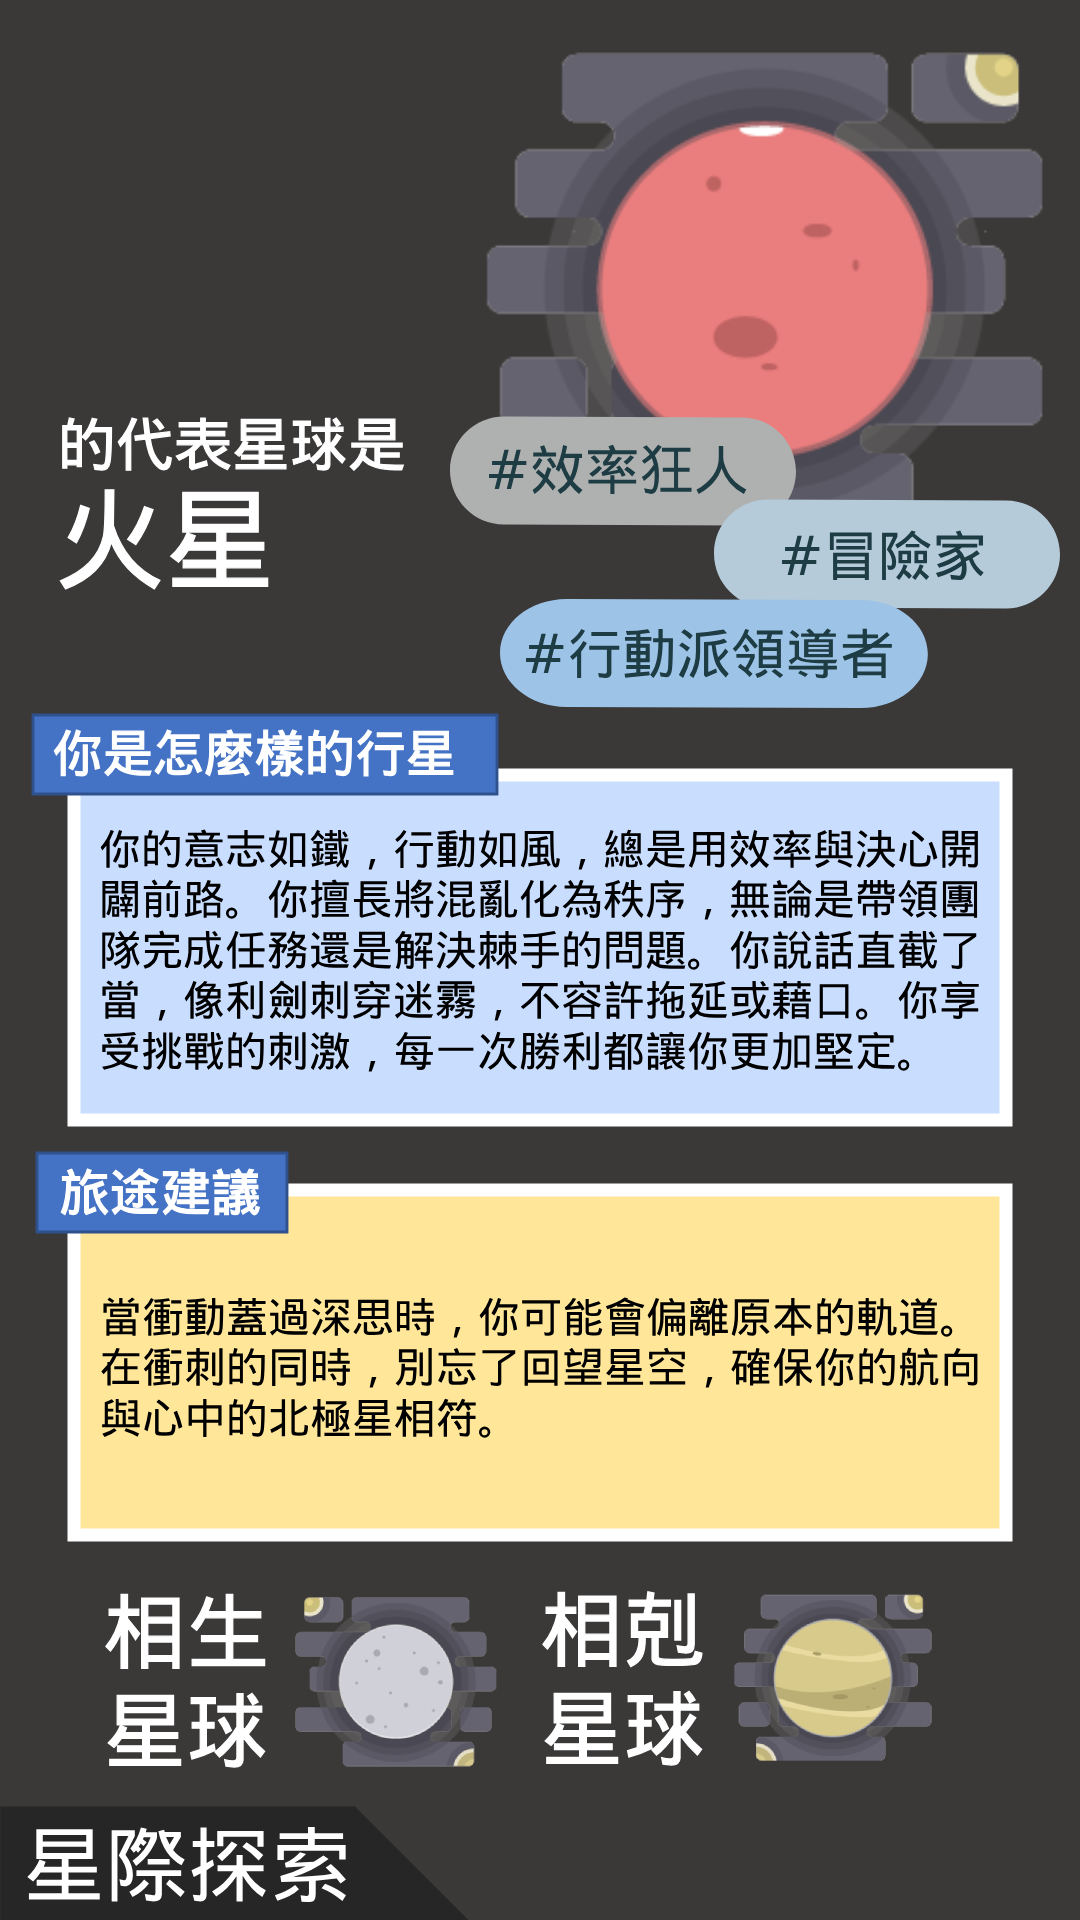 的代表星球是
火星
#效率狂人
#冒險家
#行動派領導者
你是怎麼樣的行星
你的意志如鐵，行動如風，總是用效率與決心開
闢前路。你擅長將混亂化為秩序，無論是帶領團
隊完成任務還是解決棘手的問題。你說話直截了
當，像利劍刺穿迷霧，不容許拖延或藉口。你享
受挑戰的刺激，每一次勝利都讓你更加堅定。
旅途建議
當衝動蓋過深思時，你可能會偏離原本的軌道。
在衝刺的同時，別忘了回望星空，確保你的航向
與心中的北極星相符。
相生
星球
相剋
星球
星際探索